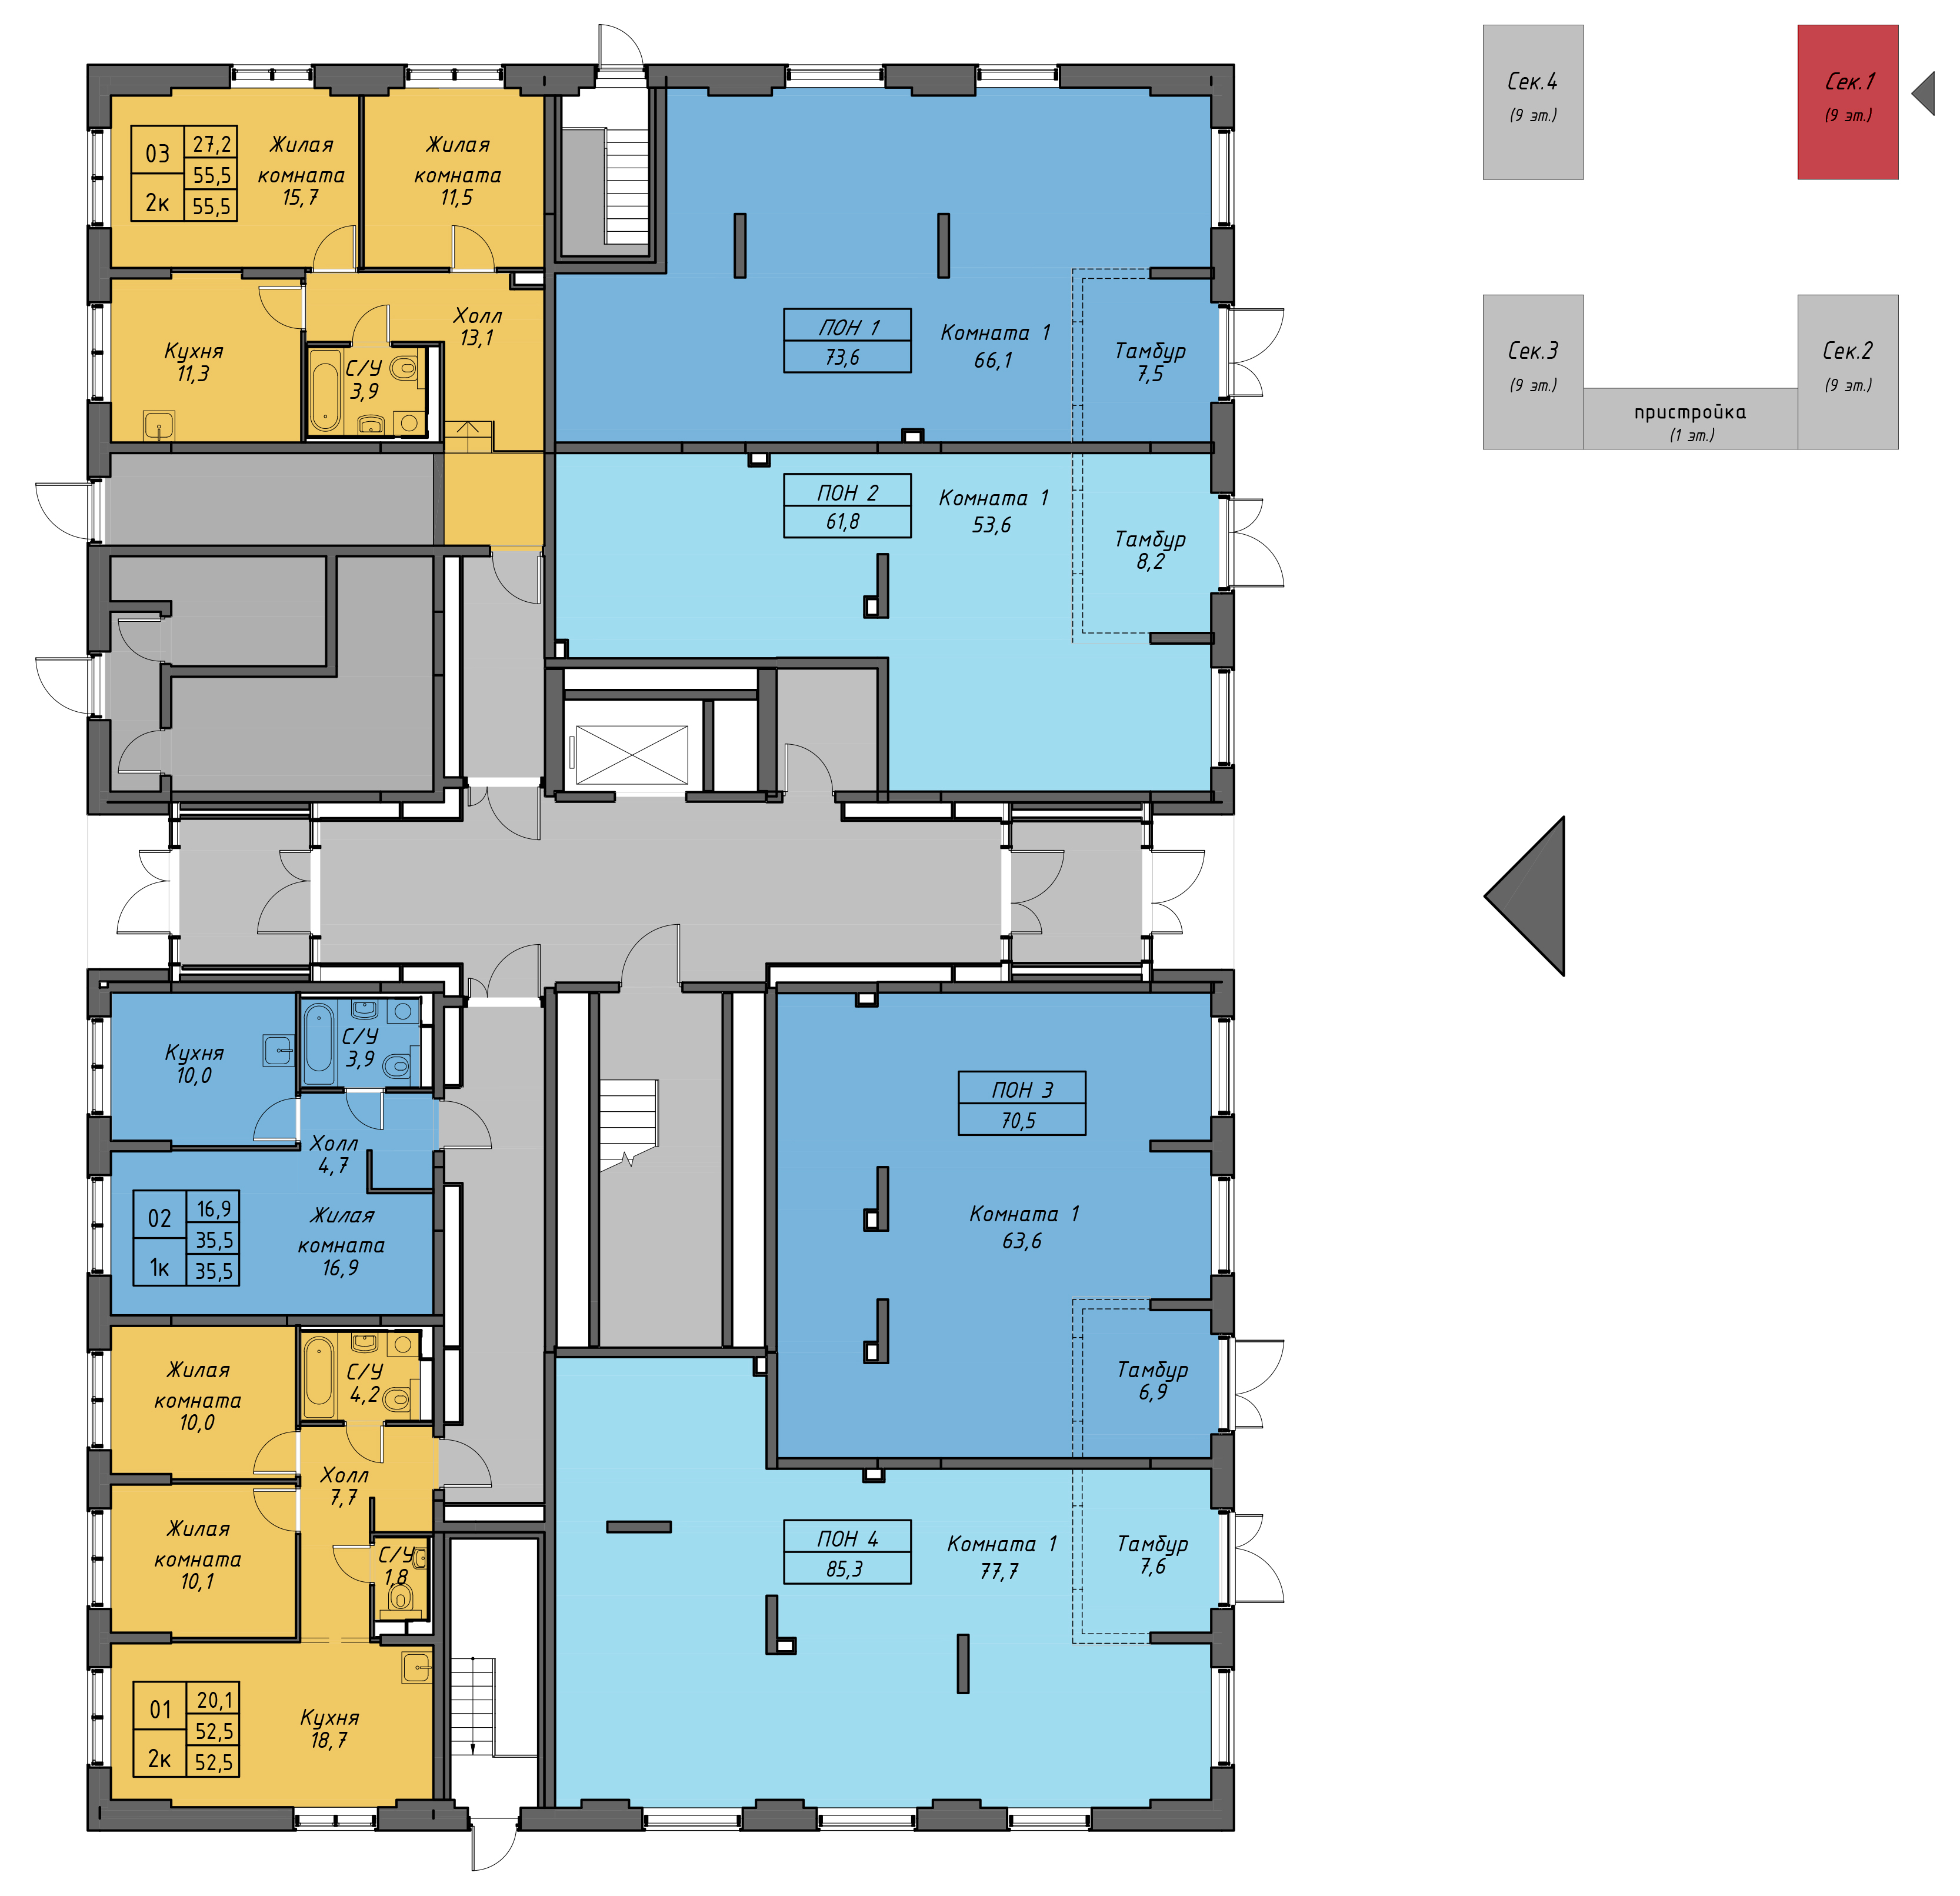 Сек.4
(9 эт.)
Сек.1
(9 эт.)
Сек.3
(9 эт.)
Сек.2
(9 эт.)
пристройка
(1 эт.)
03
2к
27,2
55,5
55,5
Жилая
комната
15,7
Жилая
комната
11,5
Холл
13,1
Кухня
11,3
С/У
3,9
ПОН 1
73,6
Комната 1
66,1
Тамбур
7,5
ПОН 2
61,8
Комната 1
53,6
Тамбур
8,2
Кухня
10,0
С/У
3,9
Холл
4,7
02
1к
16,9
35,5
35,5
Жилая
комната
16,9
ПОН 3
70,5
Комната 1
63,6
Тамбур
6,9
Жилая
комната
10,0
С/У
4,2
Холл
7,7
Жилая
комната
10,1
С/У
1,8
01
2к
20,1
52,5
52,5
Кухня
18,7
ПОН 4
85,3
Комната 1
77,7
Тамбур
7,6